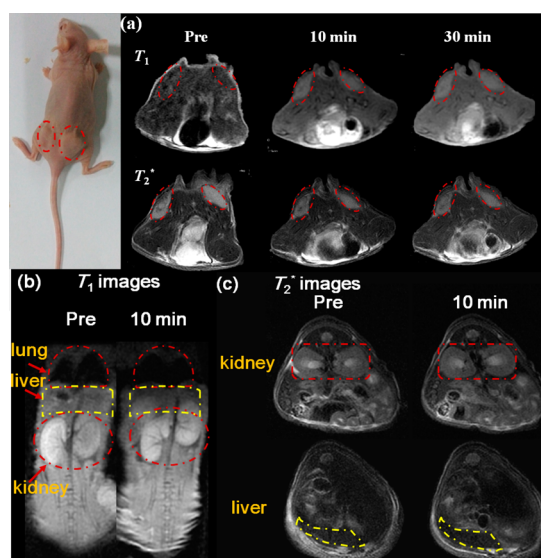 (a)
Pre 10 min 30 min
T1
T2*
(b) T1 images
Pre 10 min
lung
liver
kidney
(c) T2* images
Pre 10 min
kidney
liver